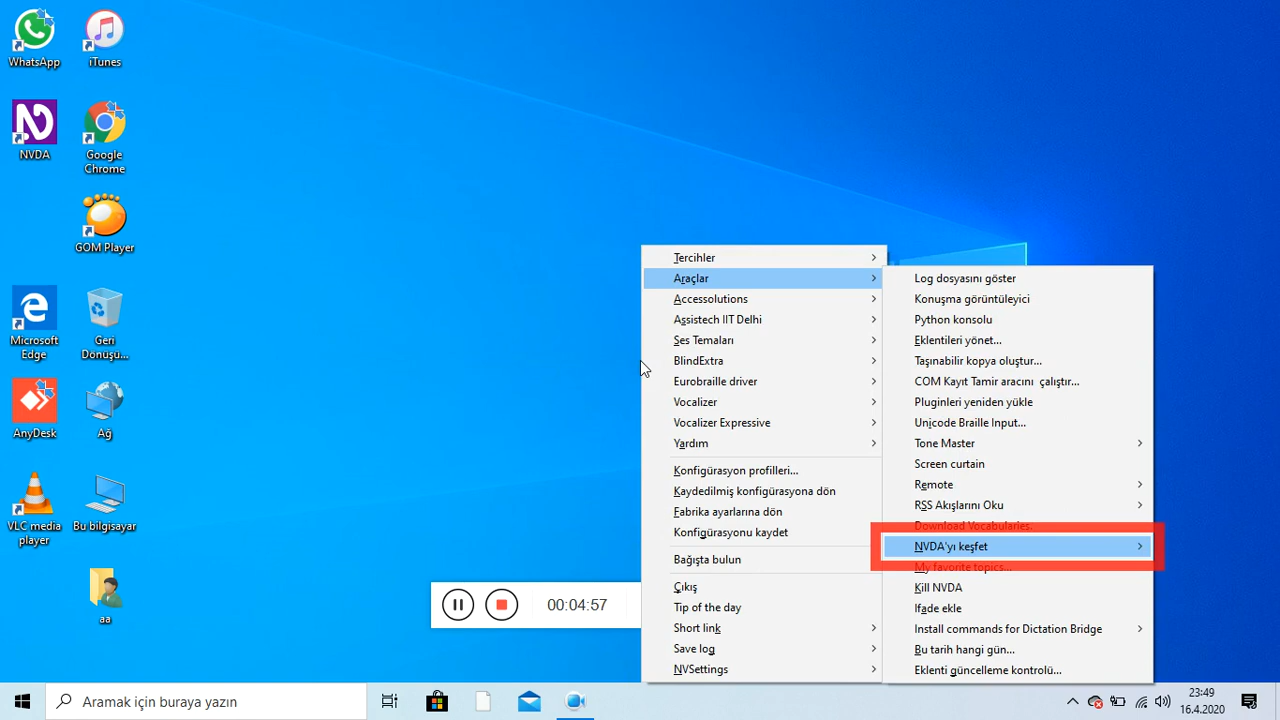 WhatsApp
iTunes
NVDA
Google
Chrome
GOM Player
Microsoft
Edge
Geri
Dönüşü...
AnyDesk
Ağ
VLC media
player
Bu bilgisayar
aa
Tercihler
Araçlar
Accessolutions
Assistech IIT Delhi
Ses Temaları
BlindExtra
Eurobraille driver
Vocalizer
Vocalizer Expressive
Yardım
Konfigürasyon profilleri...
Kaydedilmiş konfigürasyona dön
Fabrika ayarlarına dön
Konfigürasyonu kaydet
Bağışta bulun
Çıkış
Tip of the day
Short link
Save log
NVSettings
Log dosyasını göster
Konuşma görüntüleyici
Python konsolu
Eklentileri yönet...
Taşınabilir kopya oluştur...
COM Kayıt Tamir aracını çalıştır...
Pluginleri yeniden yükle
Unicode Braille Input...
Tone Master
Screen curtain
Remote
RSS Akışlarını Oku
Download Vocabularies.
NVDA'yı keşfet
My favorite topics...
Kill NVDA
Ifade ekle
Install commands for Dictation Bridge
Bu tarih hangi gün...
Eklenti güncelleme kontrolü...
00:04:57
Aramak için buraya yazın
23:49
16.4.2020